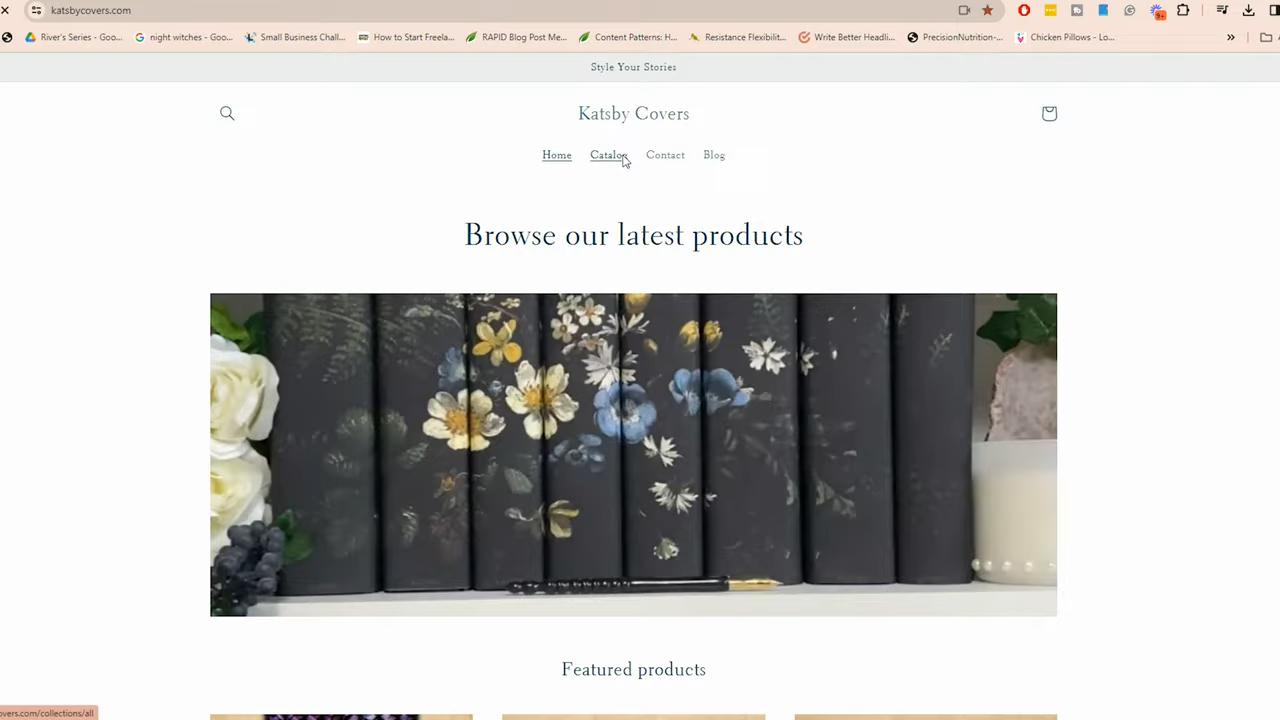 katsbycovers.com
River's Series - Goo...
night witches - Goo...
Small Business Chall...
How to Start Freela...
RAPID Blog Post Me...
Content Patterns: H...
Resistance Flexibilit...
Write Better Headli...
PrecisionNutrition-...
Chicken Pillows - Lo...
»
9+
Style Your Stories
Katsby Covers
Home Catalog Contact Blog
Browse our latest products
Featured products
overs.com/collections/all